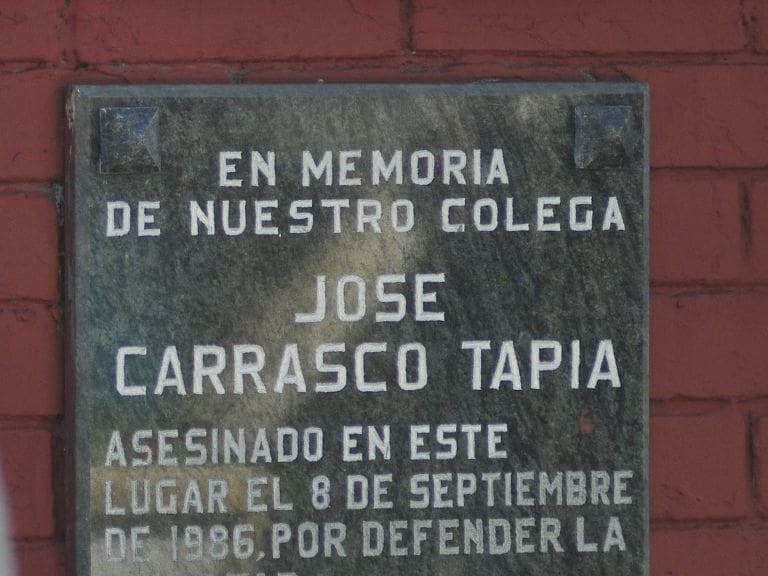 EN MEMORIA
DE NUESTRO COLEGA
JOSE
CARRASCO TAPIA
ASESINADO EN ESTE
LUGAR EL 8 DE SEPTIEMBRE
DE 1986, POR DEFENDER LA